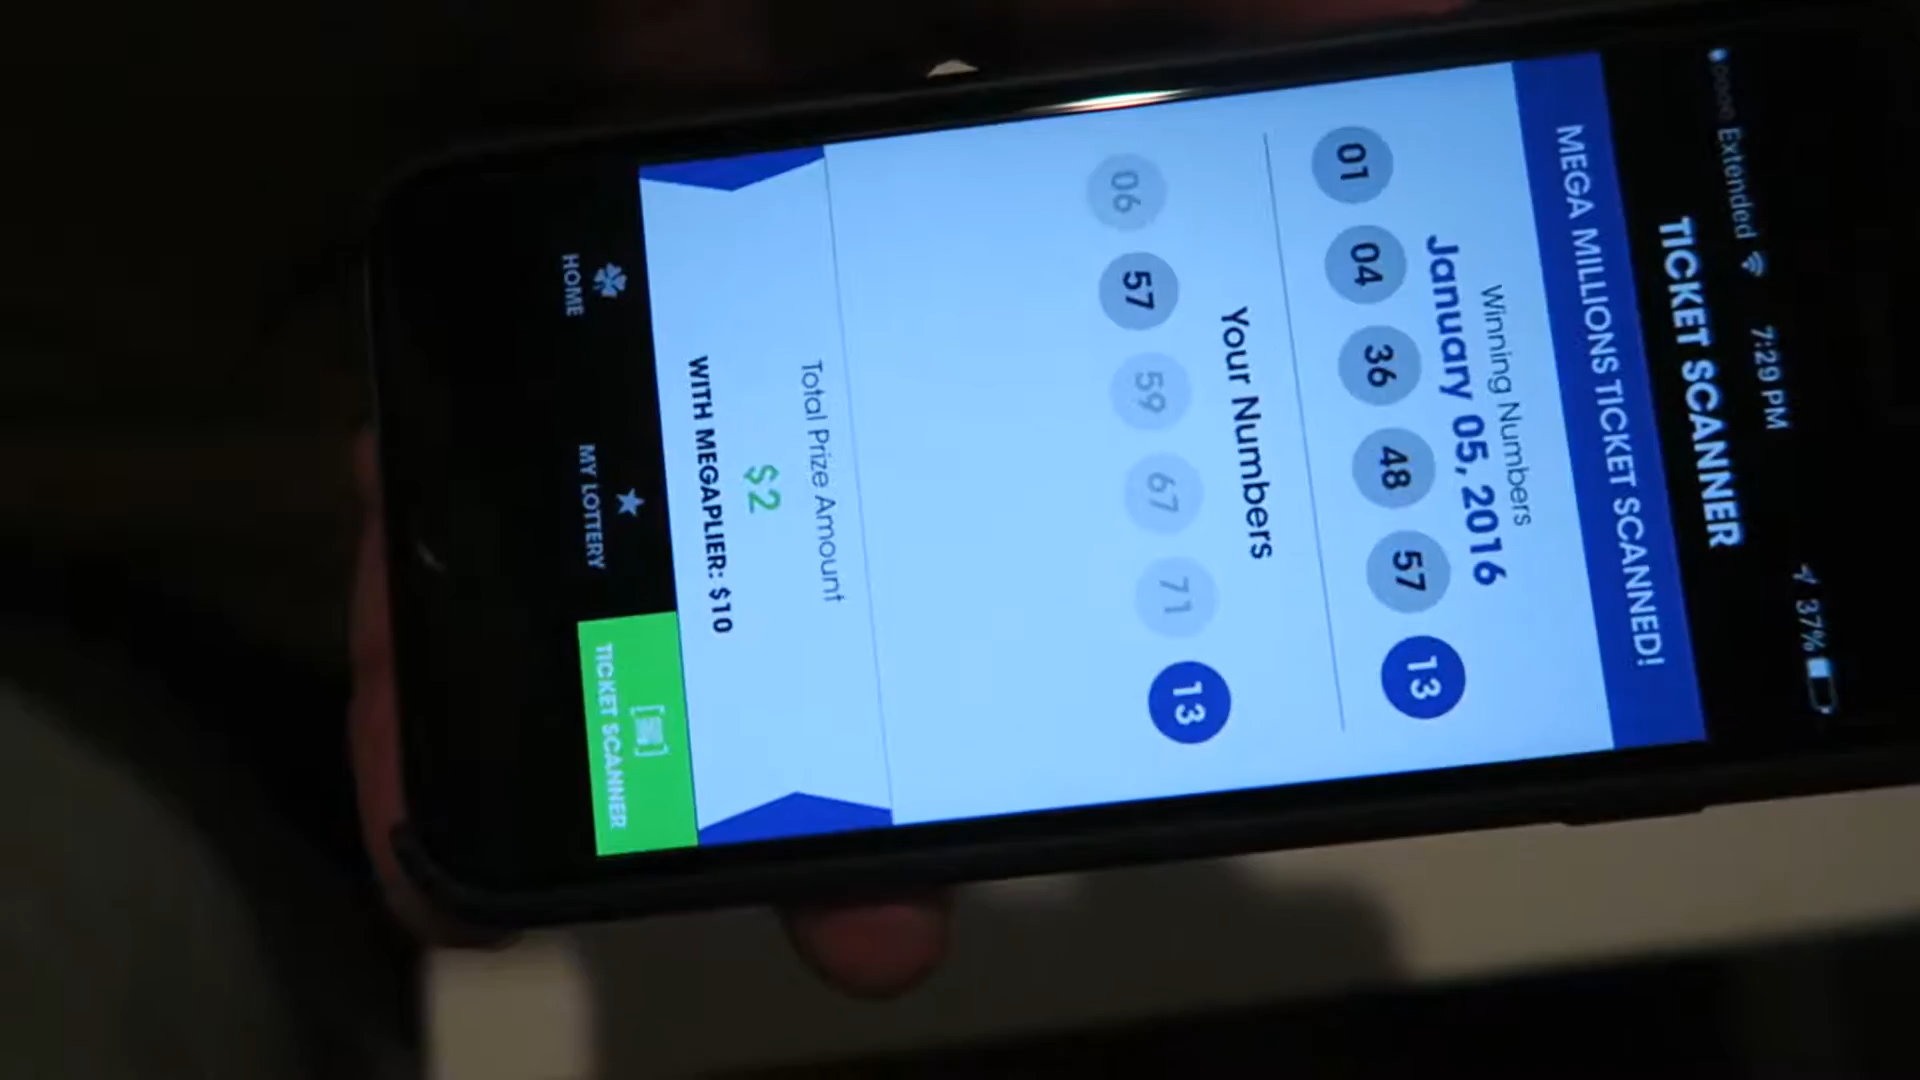 Extended 7:29 PM 37%
TICKET SCANNER
MEGA MILLIONS TICKET SCANNED!
Winning Numbers
January 05, 2016
01 04 36 48 57 13
Your Numbers
06 57 59 67 71 13
Total Prize Amount
$2
WITH MEGAPLIER: $10
HOME MY LOTTERY TICKET SCANNER